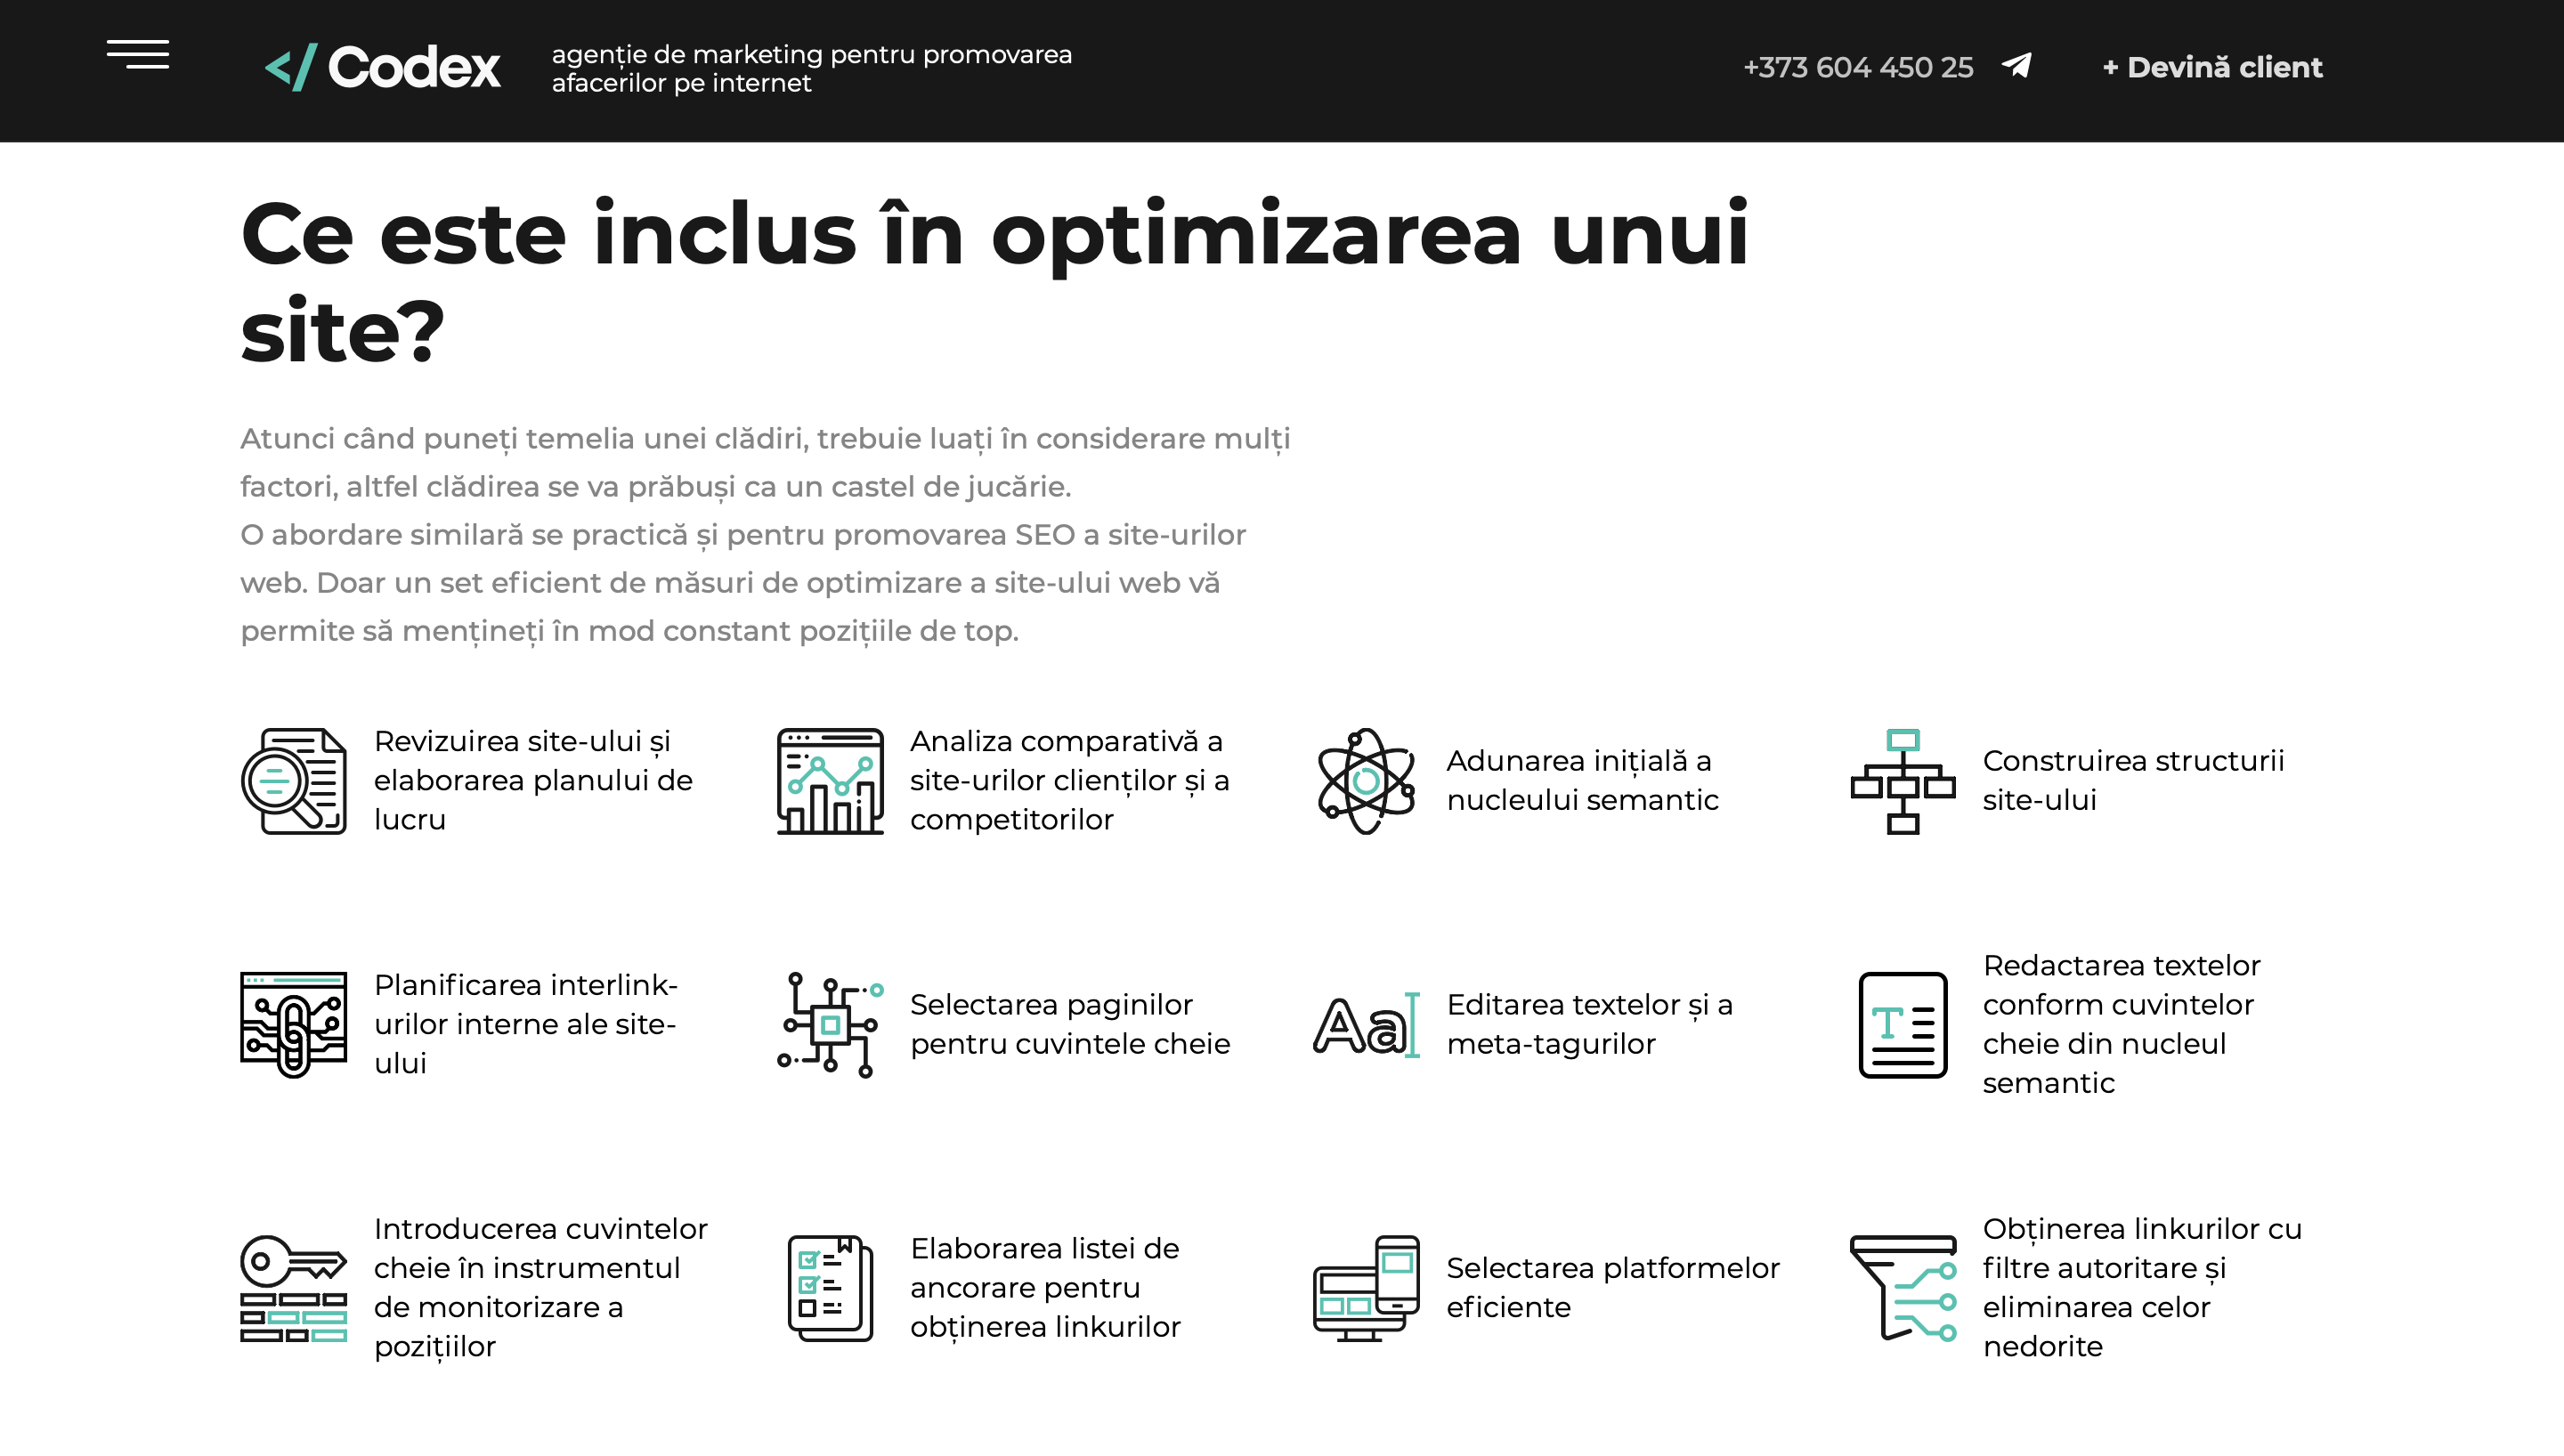 Codex
agenție de marketing pentru promovarea
afacerilor pe internet
+373 604 450 25
+ Devină client
Ce este inclus în optimizarea unui
site?
Atunci când puneți temelia unei clădiri, trebuie luați în considerare mulți
factori, altfel clădirea se va prăbuși ca un castel de jucărie.
O abordare similară se practică și pentru promovarea SEO a site-urilor
web. Doar un set eficient de măsuri de optimizare a site-ului web vă
permite să mențineți în mod constant pozițiile de top.
Revizuirea site-ului și
elaborarea planului de
lucru
Analiza comparativă a
site-urilor clienților și a
competitorilor
Adunarea inițială a
nucleului semantic
Construirea structurii
site-ului
Planificarea interlink-
urilor interne ale site-
ului
Selectarea paginilor
pentru cuvintele cheie
Aa
Editarea textelor și a
meta-tagurilor
T
Redactarea textelor
conform cuvintelor
cheie din nucleul
semantic
Introducerea cuvintelor
cheie în instrumentul
de monitorizare a
pozițiilor
Elaborarea listei de
ancorare pentru
obținerea linkurilor
Selectarea platformelor
eficiente
Obținerea linkurilor cu
filtre autoritare și
eliminarea celor
nedorite